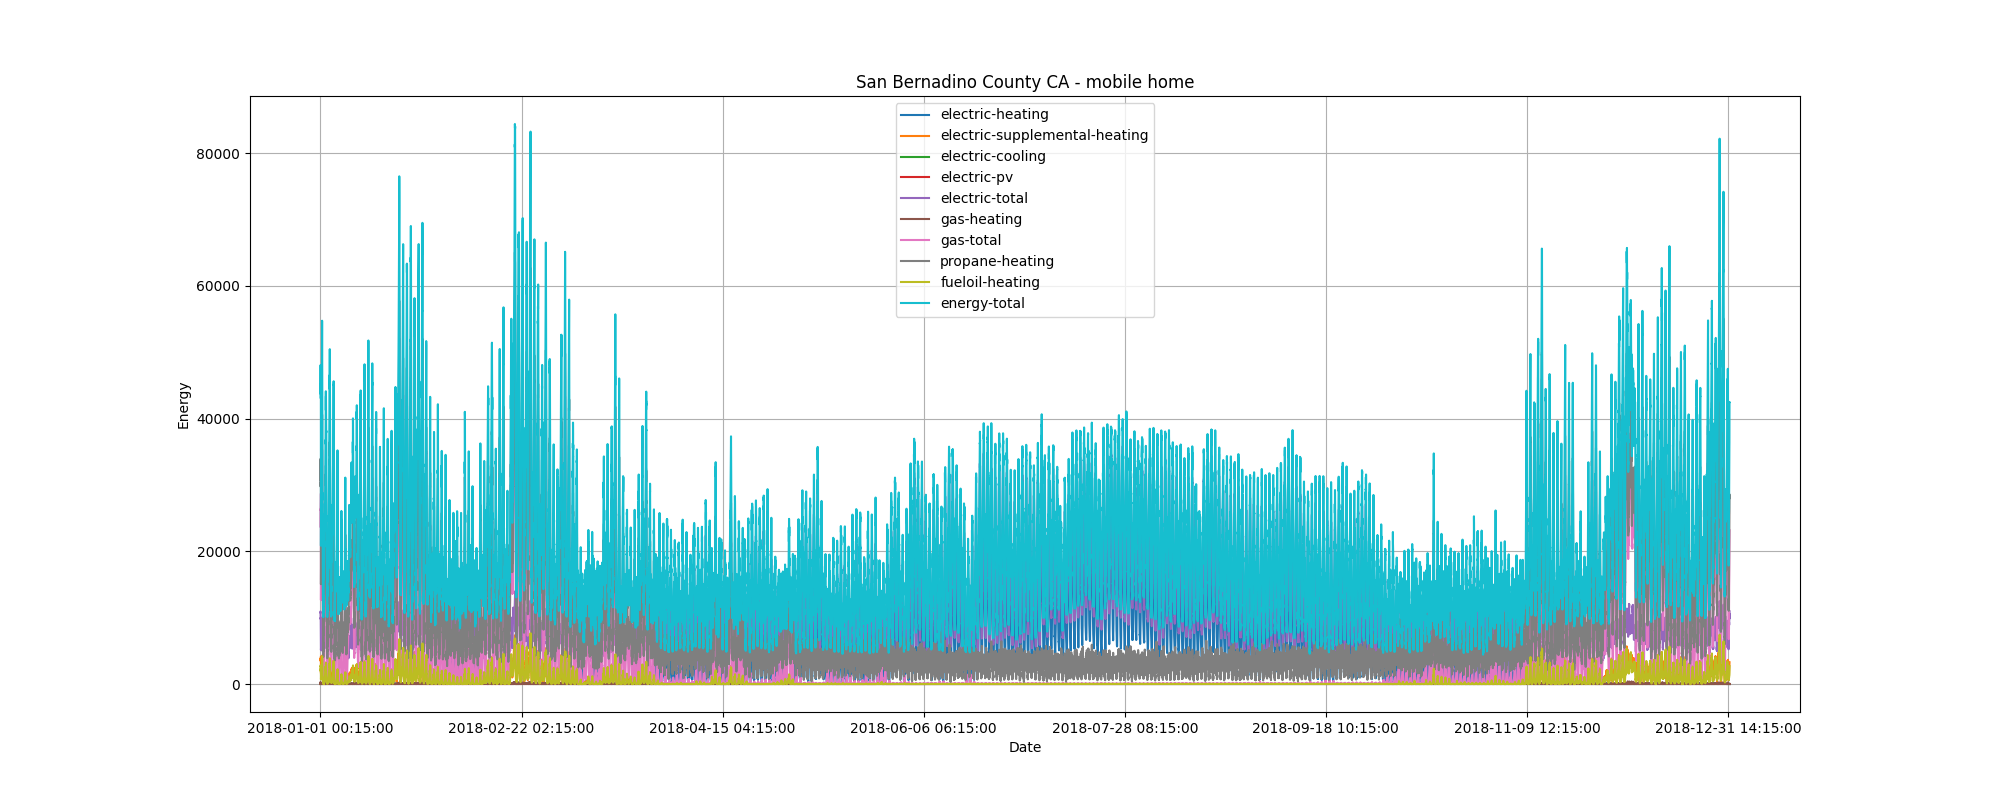 San Bernadino County CA - mobile home
electric-heating
electric-supplemental-heating
electric-cooling
electric-pv
electric-total
gas-heating
gas-total
propane-heating
fueloil-heating
energy-total
Energy
80000
60000
40000
20000
0
2018-01-01 00:15:00 2018-02-22 02:15:00 2018-04-15 04:15:00 2018-06-06 06:15:00 2018-07-28 08:15:00 2018-09-18 10:15:00 2018-11-09 12:15:00 2018-12-31 14:15:00
Date